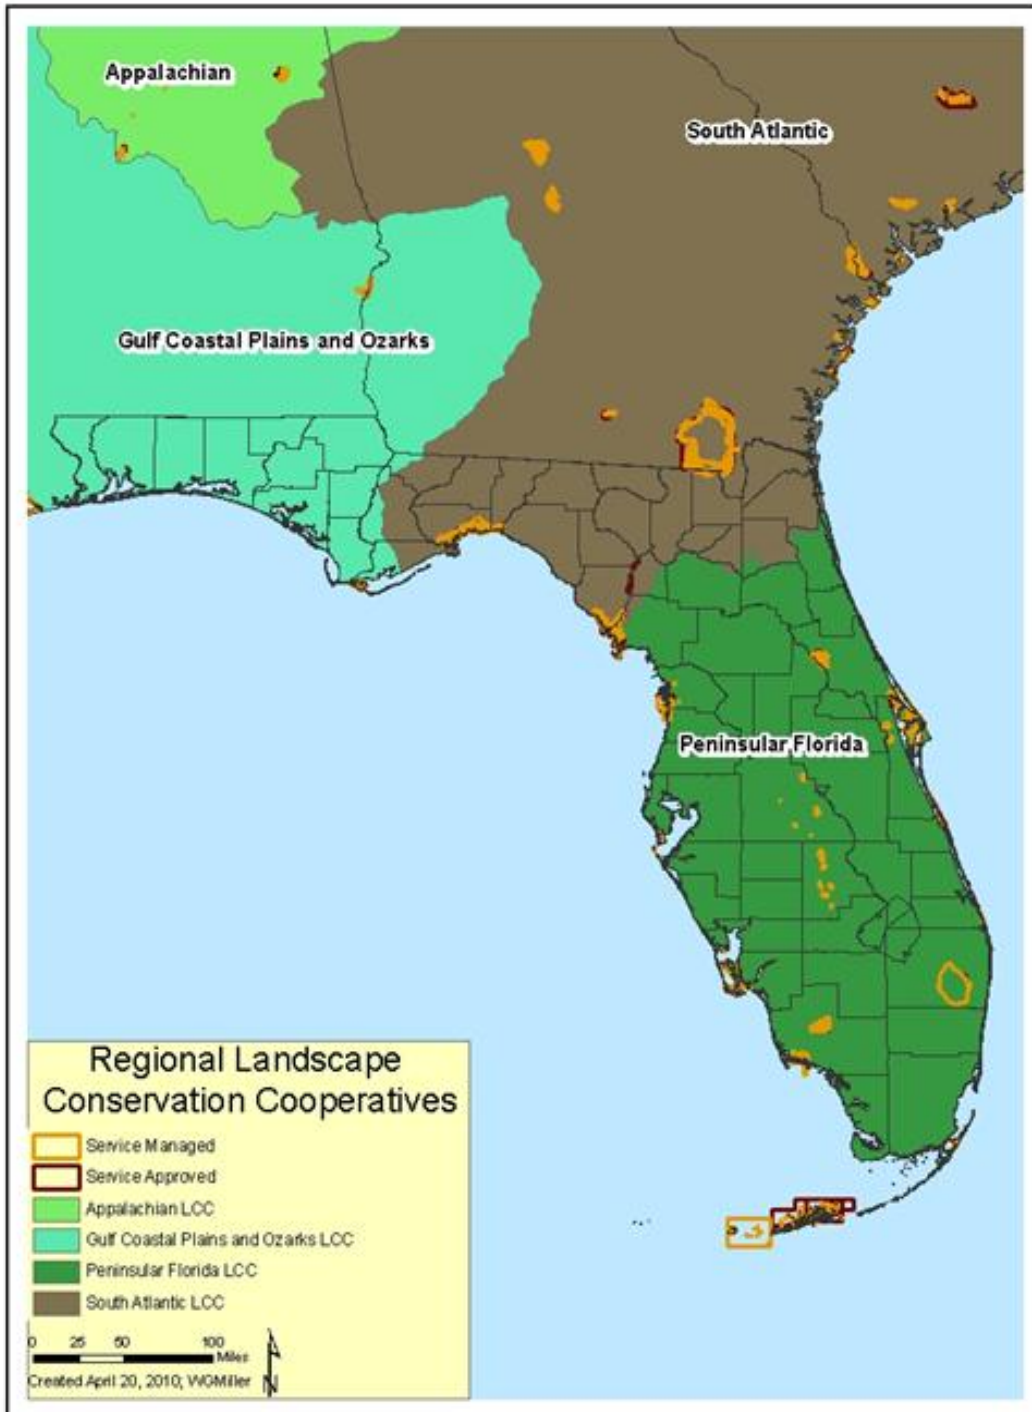 Appalachian
South Atlantic
Gulf Coastal Plains and Ozarks
Peninsular Florida
Regional Landscape
Conservation Cooperatives
Service Managed
Service Approved
Appalachian LCC
Gulf Coastal Plains and Ozarks LCC
Peninsular Florida LCC
South Atlantic LCC
0 25 50 100
Miles
N
Created April 20, 2010; WGMiller